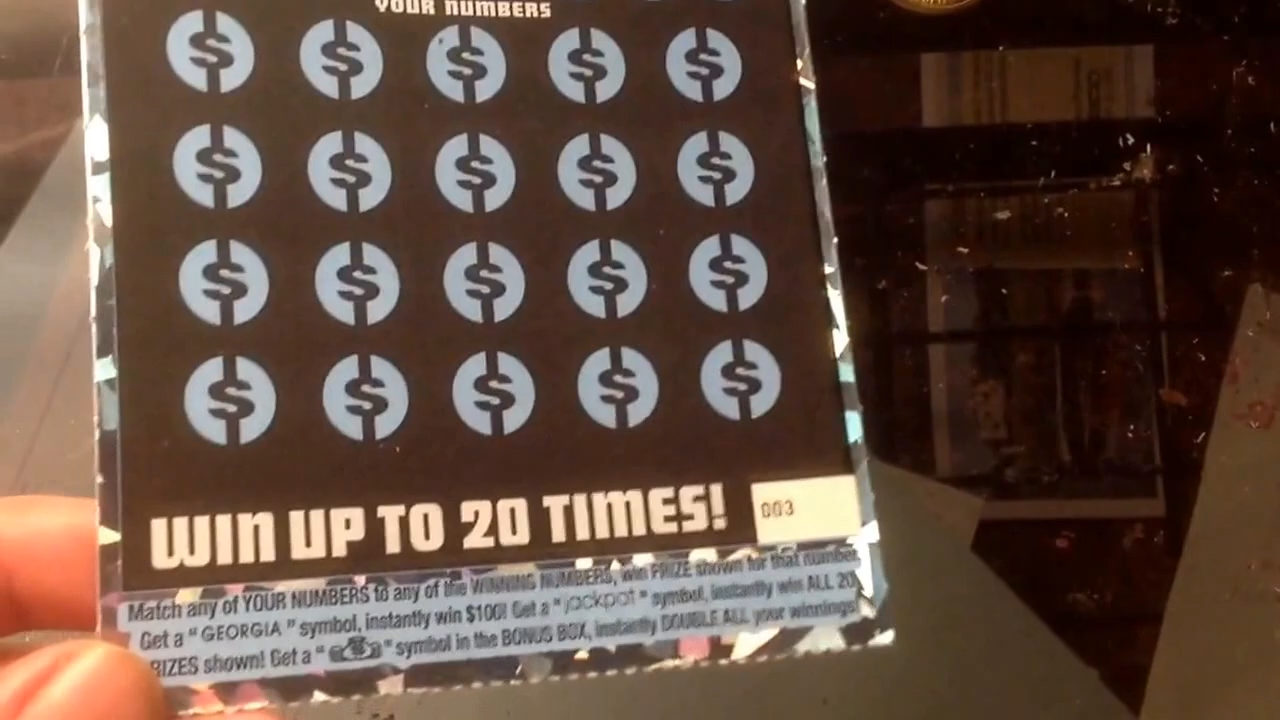 YOUR NUMBERS
$ $ $ $ $
$ $ $ $ $
$ $ $ $ $
$ $ $ $ $
WIN UP TO 20 TIMES!
003
Match any of YOUR NUMBERS to any of the WINNING NUMBERS, win PRIZE shown for that number.
Get a "GEORGIA" symbol, instantly win $100! Get a "jackpot" symbol, instantly win ALL 20
PRIZES shown! Get a " " symbol in the BONUS BOX, instantly DOUBLE ALL your winnings!